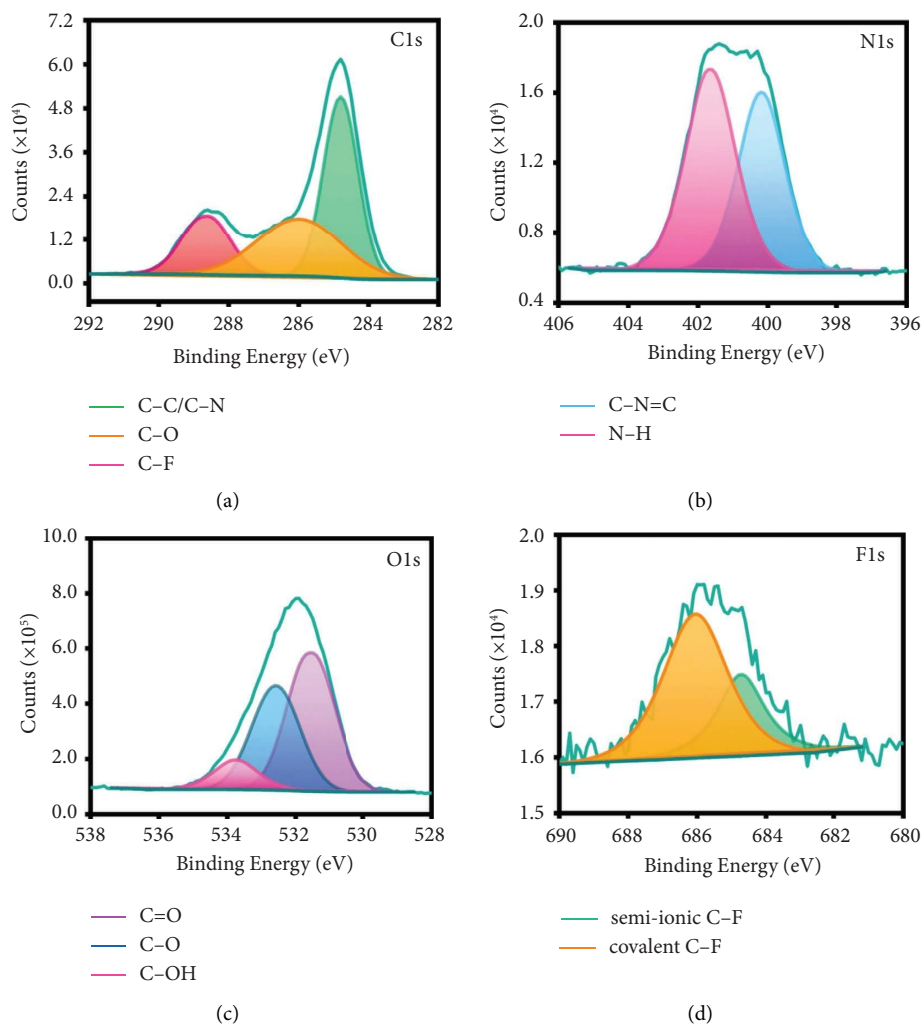 7.2
6.0
4.8
3.6
2.4
1.2
0.0
Counts (×10⁴)
C1s
292 290 288 286 284 282
Binding Energy (eV)
C–C/C–N
C–O
C–F
(a)
2.0
1.6
1.2
0.8
0.4
Counts (×10⁴)
N1s
406 404 402 400 398 396
Binding Energy (eV)
C–N=C
N–H
(b)
10.0
8.0
6.0
4.0
2.0
0.0
Counts (×10⁵)
O1s
538 536 534 532 530 528
Binding Energy (eV)
C=O
C–O
C–OH
(c)
2.0
1.9
1.8
1.7
1.6
1.5
Counts (×10⁴)
F1s
690 688 686 684 682 680
Binding Energy (eV)
semi-ionic C–F
covalent C–F
(d)